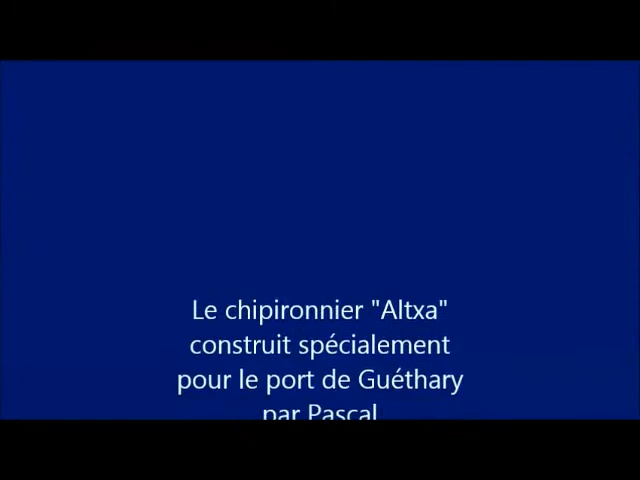 Le chipironnier "Altxa"
construit spécialement
pour le port de Guéthary
par Pascal